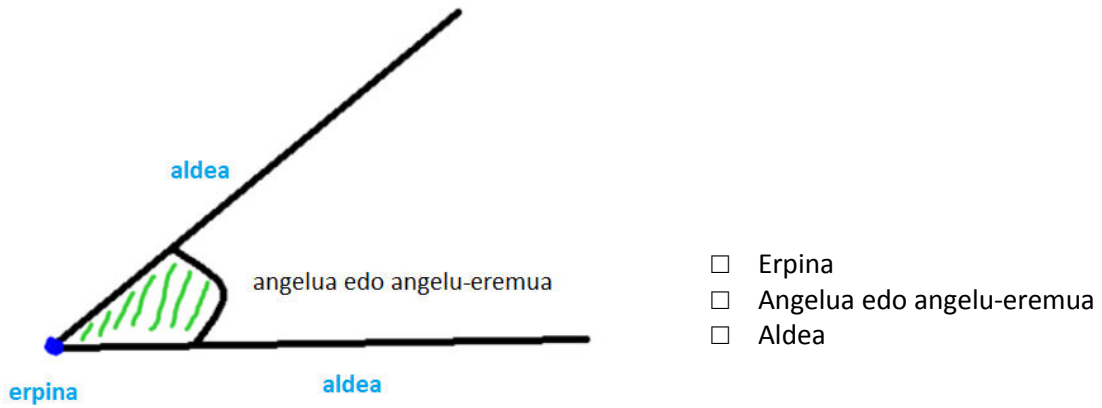 aldea
angelua edo angelu-eremua
erpina
aldea
☐ Erpina
☐ Angelua edo angelu-eremua
☐ Aldea